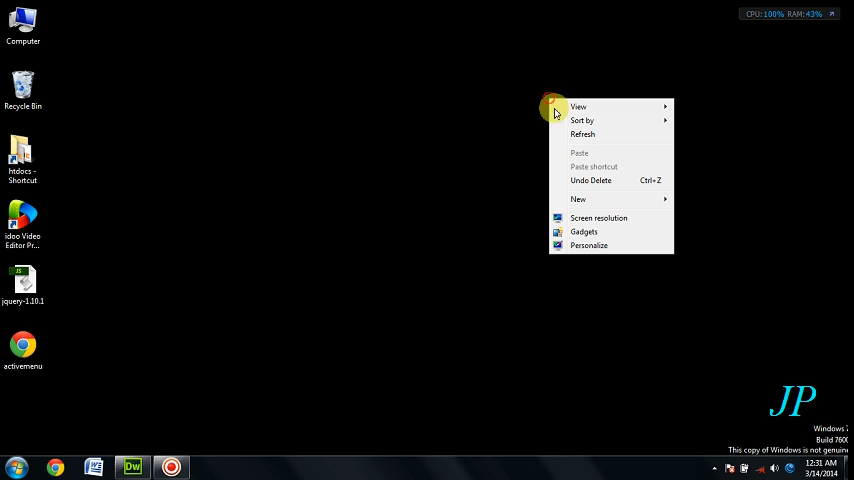 CPU:100% RAM:43%
Computer
Recycle Bin
htdocs -
Shortcut
idoo Video
Editor Pr...
JS
jquery-1.10.1
activemenu
View
Sort by
Refresh
Paste
Paste shortcut
Undo Delete Ctrl+Z
New
Screen resolution
Gadgets
Personalize
JP
Windows 7
Build 7600
This copy of Windows is not genuine
W
Dw
12:31 AM
3/14/2014